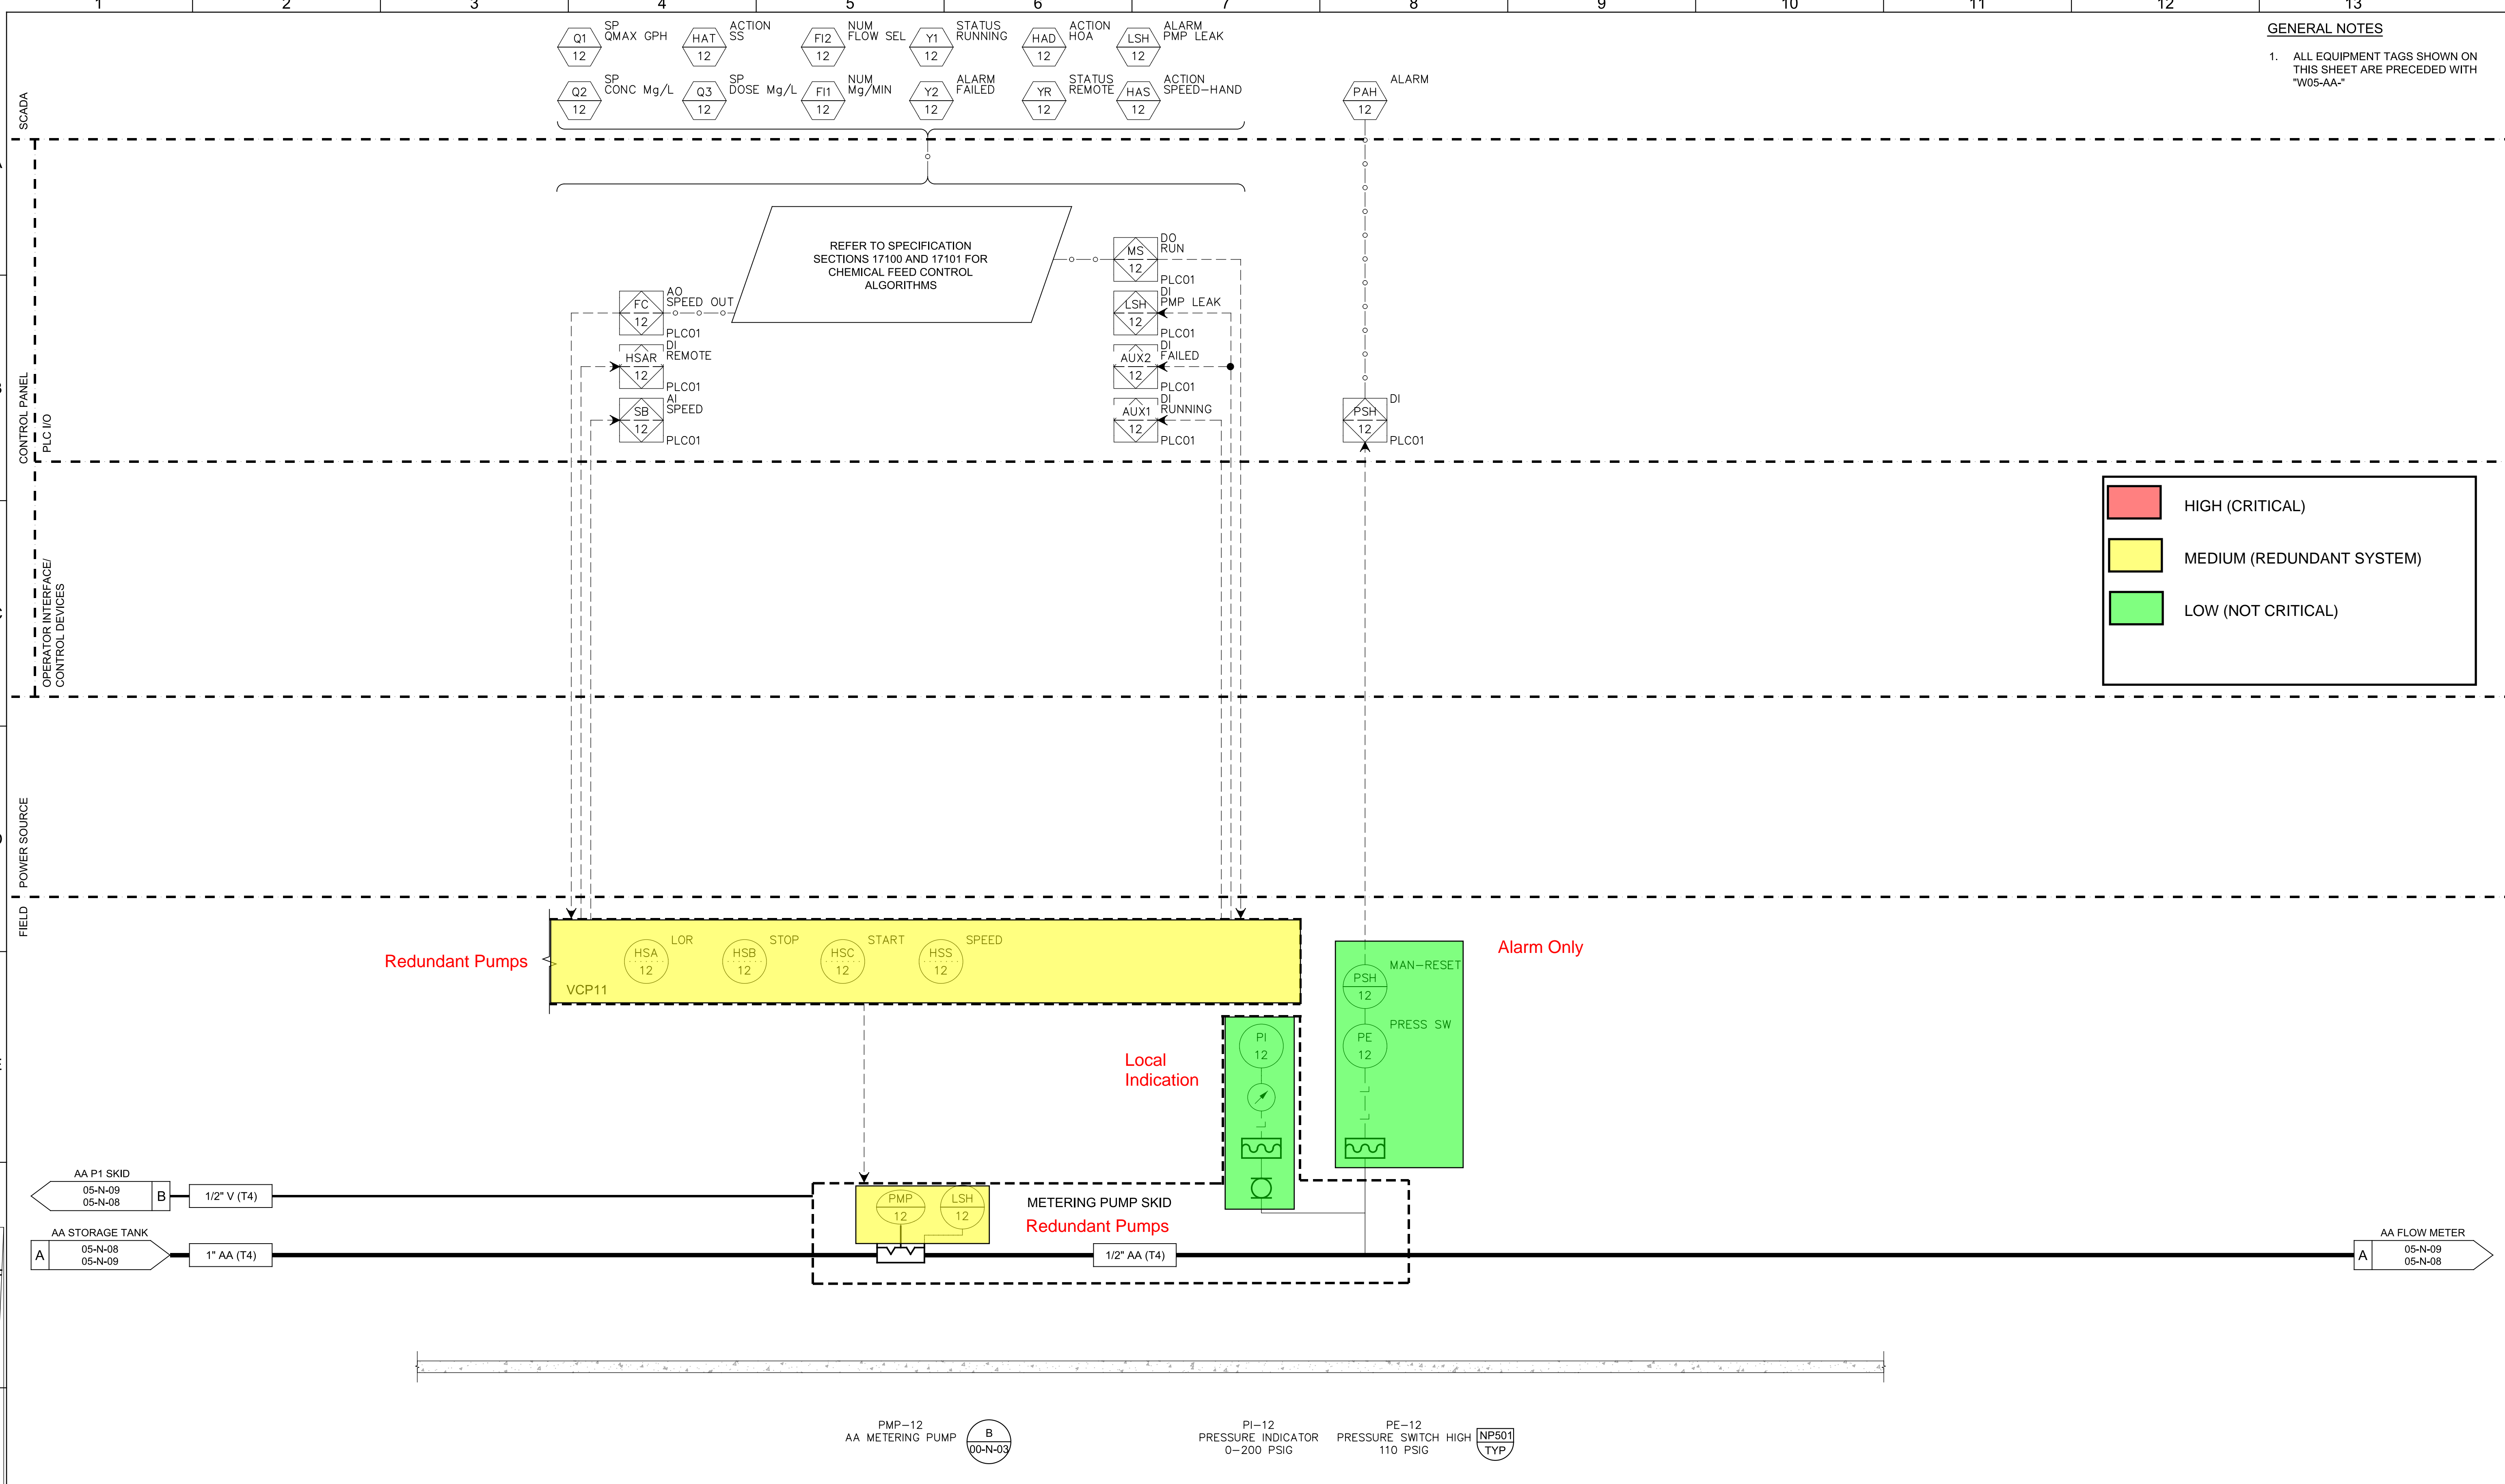 1 2 3 4 5 6 7 8 9 10 11 12 13
GENERAL NOTES
1. ALL EQUIPMENT TAGS SHOWN ON
THIS SHEET ARE PRECEDED WITH
"W05-AA-"
SCADA
Q1 12 SP QMAX GPH
HAT 12 ACTION SS
FI2 12 NUM FLOW SEL
Y1 12 STATUS RUNNING
HAD 12 ACTION HOA
LSH 12 ALARM PMP LEAK
Q2 12 SP CONC Mg/L
Q3 12 SP DOSE Mg/L
FI1 12 NUM Mg/MIN
Y2 12 ALARM FAILED
YR 12 STATUS REMOTE
HAS 12 ACTION SPEED-HAND
PAH 12 ALARM
CONTROL PANEL
PLC I/O
REFER TO SPECIFICATION
SECTIONS 17100 AND 17101 FOR
CHEMICAL FEED CONTROL
ALGORITHMS
FC 12 AO SPEED OUT PLC01
HSAR 12 DI REMOTE PLC01
SB 12 AI SPEED PLC01
MS 12 DO RUN PLC01
LSH 12 DI PMP LEAK PLC01
AUX2 12 DI FAILED PLC01
AUX1 12 DI RUNNING PLC01
PSH 12 DI PLC01
HIGH (CRITICAL)
MEDIUM (REDUNDANT SYSTEM)
LOW (NOT CRITICAL)
OPERATOR INTERFACE/
CONTROL DEVICES
POWER SOURCE
FIELD
Redundant Pumps
HSA 12 LOR
HSB 12 STOP
HSC 12 START
HSS 12 SPEED
VCP11
Alarm Only
PSH 12 MAN-RESET
PE 12 PRESS SW
L
L
Local
Indication
PI 12
L
AA P1 SKID
05-N-09
05-N-08
B
1/2" V (T4)
PMP 12
LSH 12
METERING PUMP SKID
Redundant Pumps
AA STORAGE TANK
A
05-N-08
05-N-09
1" AA (T4)
1/2" AA (T4)
AA FLOW METER
A
05-N-09
05-N-08
PMP-12
AA METERING PUMP
B
00-N-03
PI-12
PRESSURE INDICATOR
0-200 PSIG
PE-12
PRESSURE SWITCH HIGH
110 PSIG
NP501
TYP